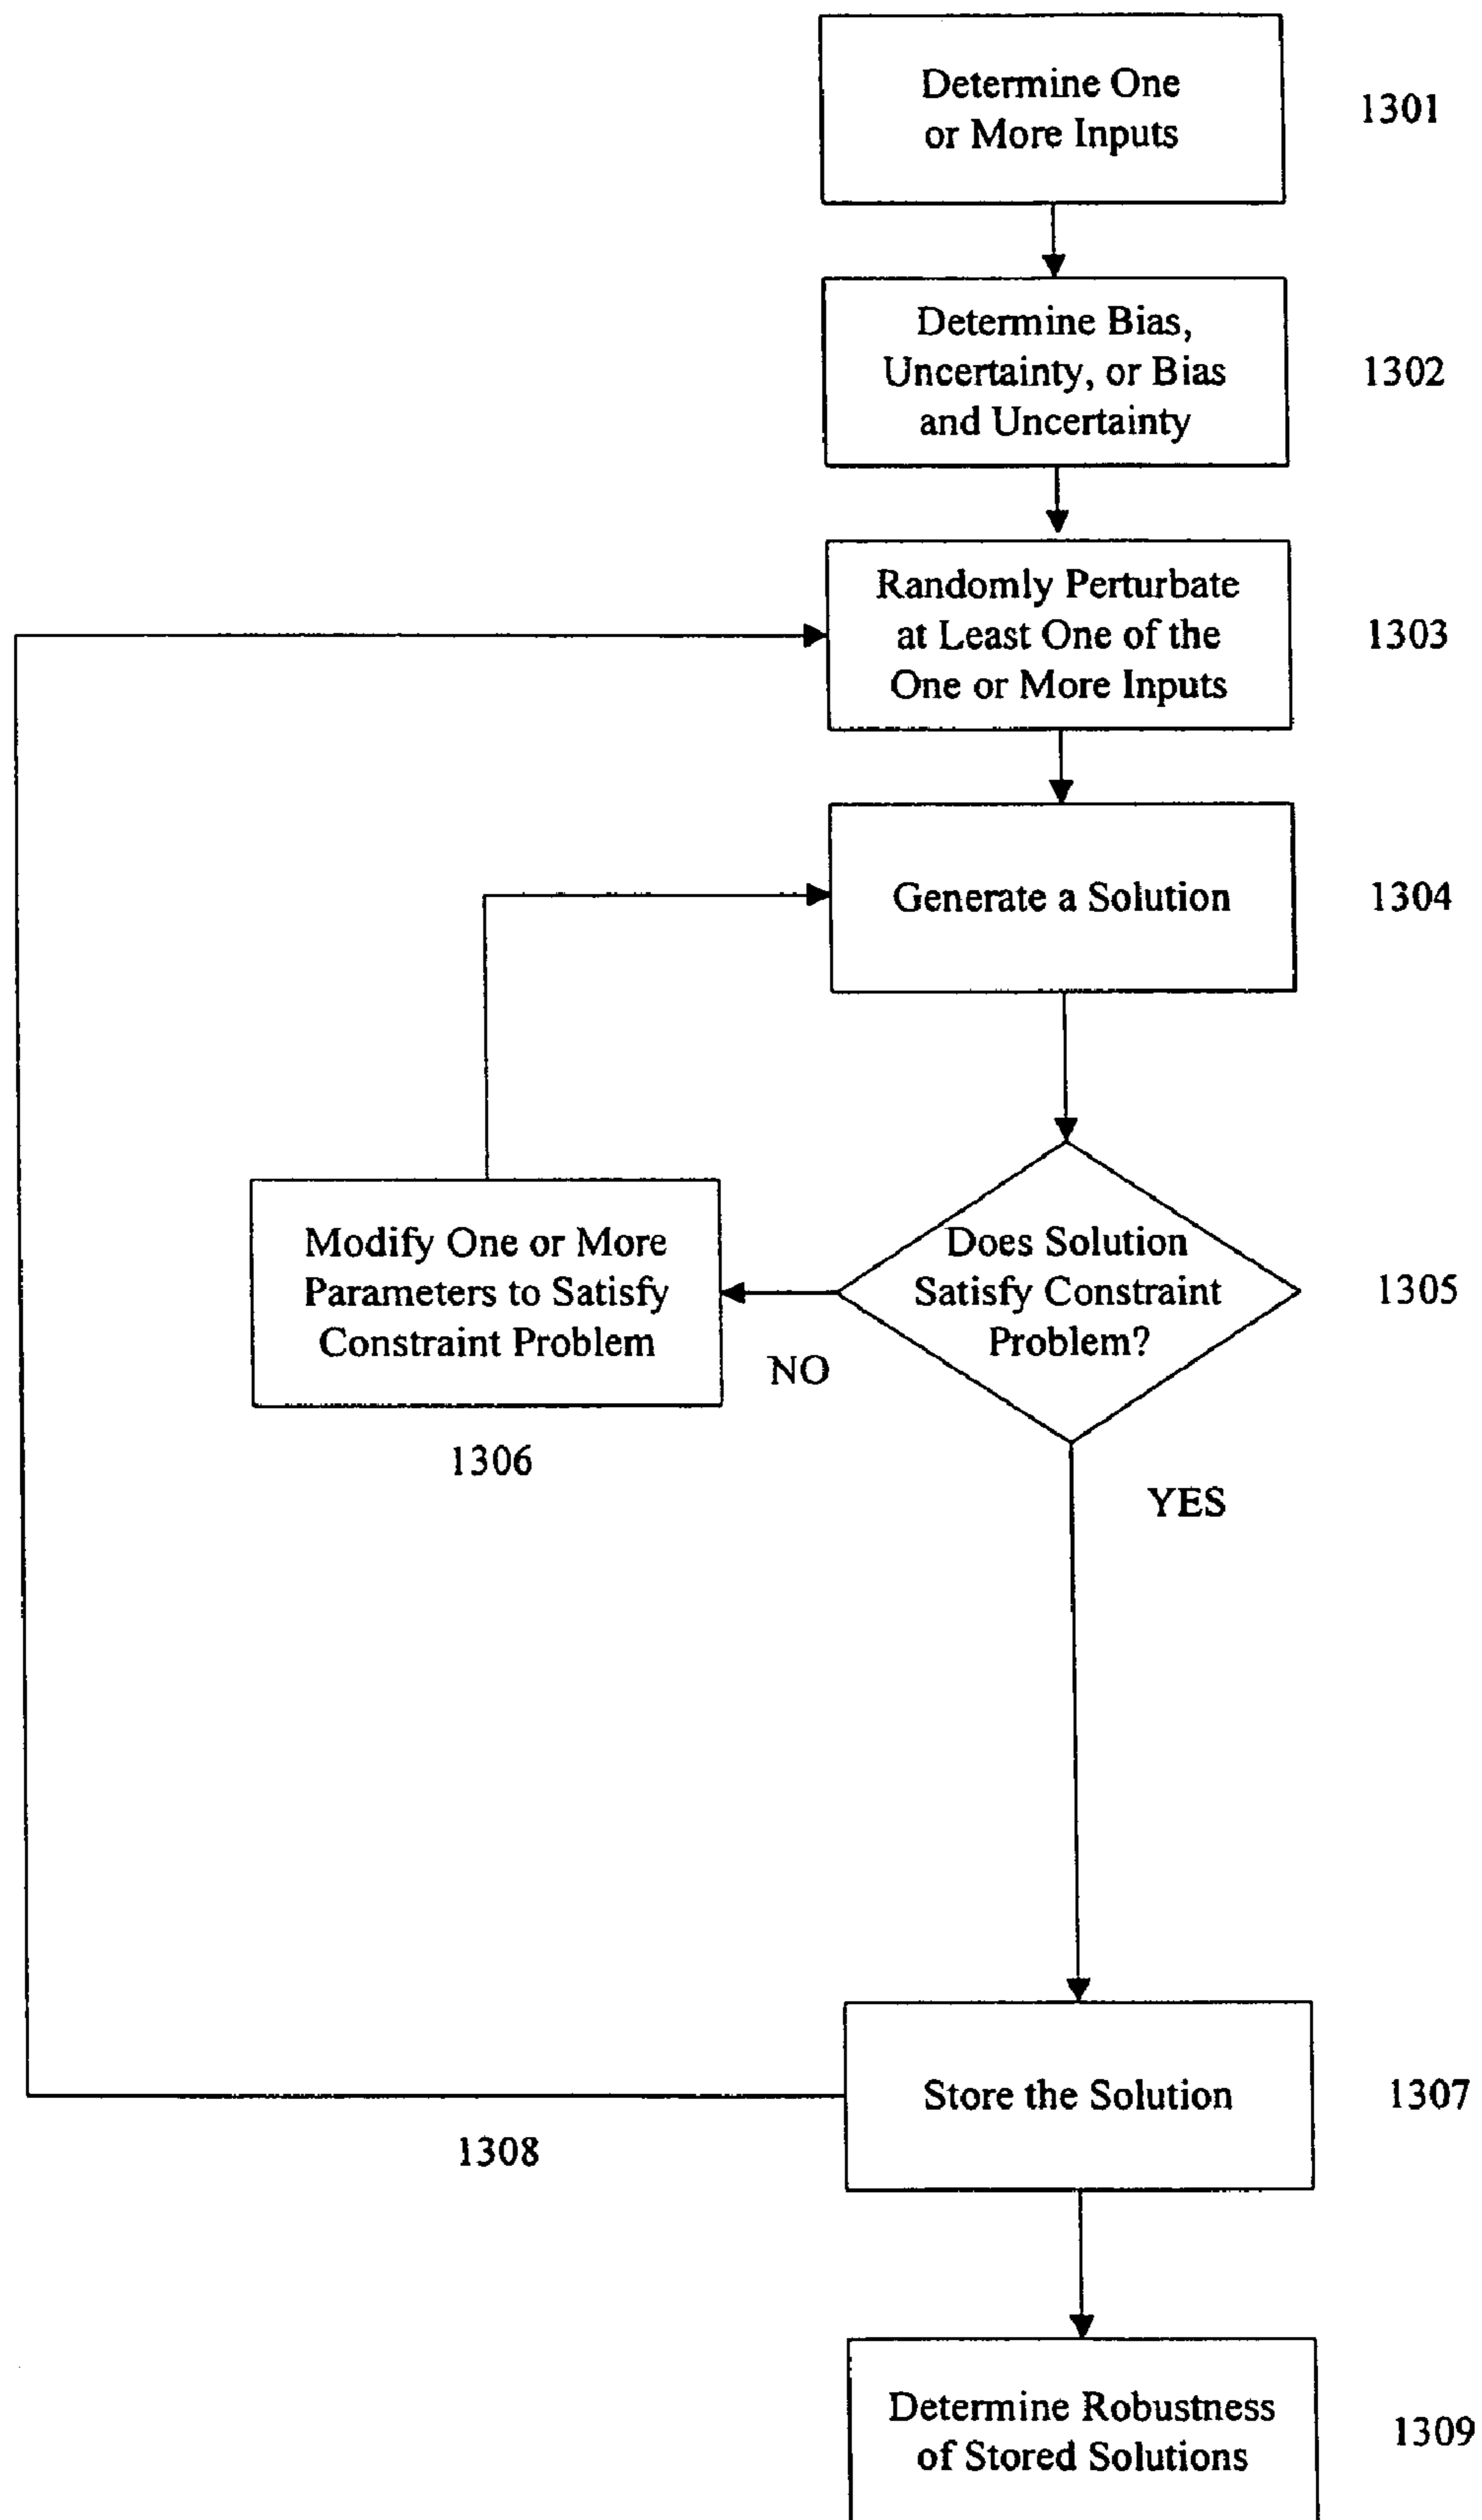 Determine One
or More Inputs
1301
Determine Bias,
Uncertainty, or Bias
and Uncertainty
1302
Randomly Perturbate
at Least One of the
One or More Inputs
1303
Generate a Solution
1304
Does Solution
Satisfy Constraint
Problem?
1305
NO
Modify One or More
Parameters to Satisfy
Constraint Problem
1306
YES
Store the Solution
1307
1308
Determine Robustness
of Stored Solutions
1309